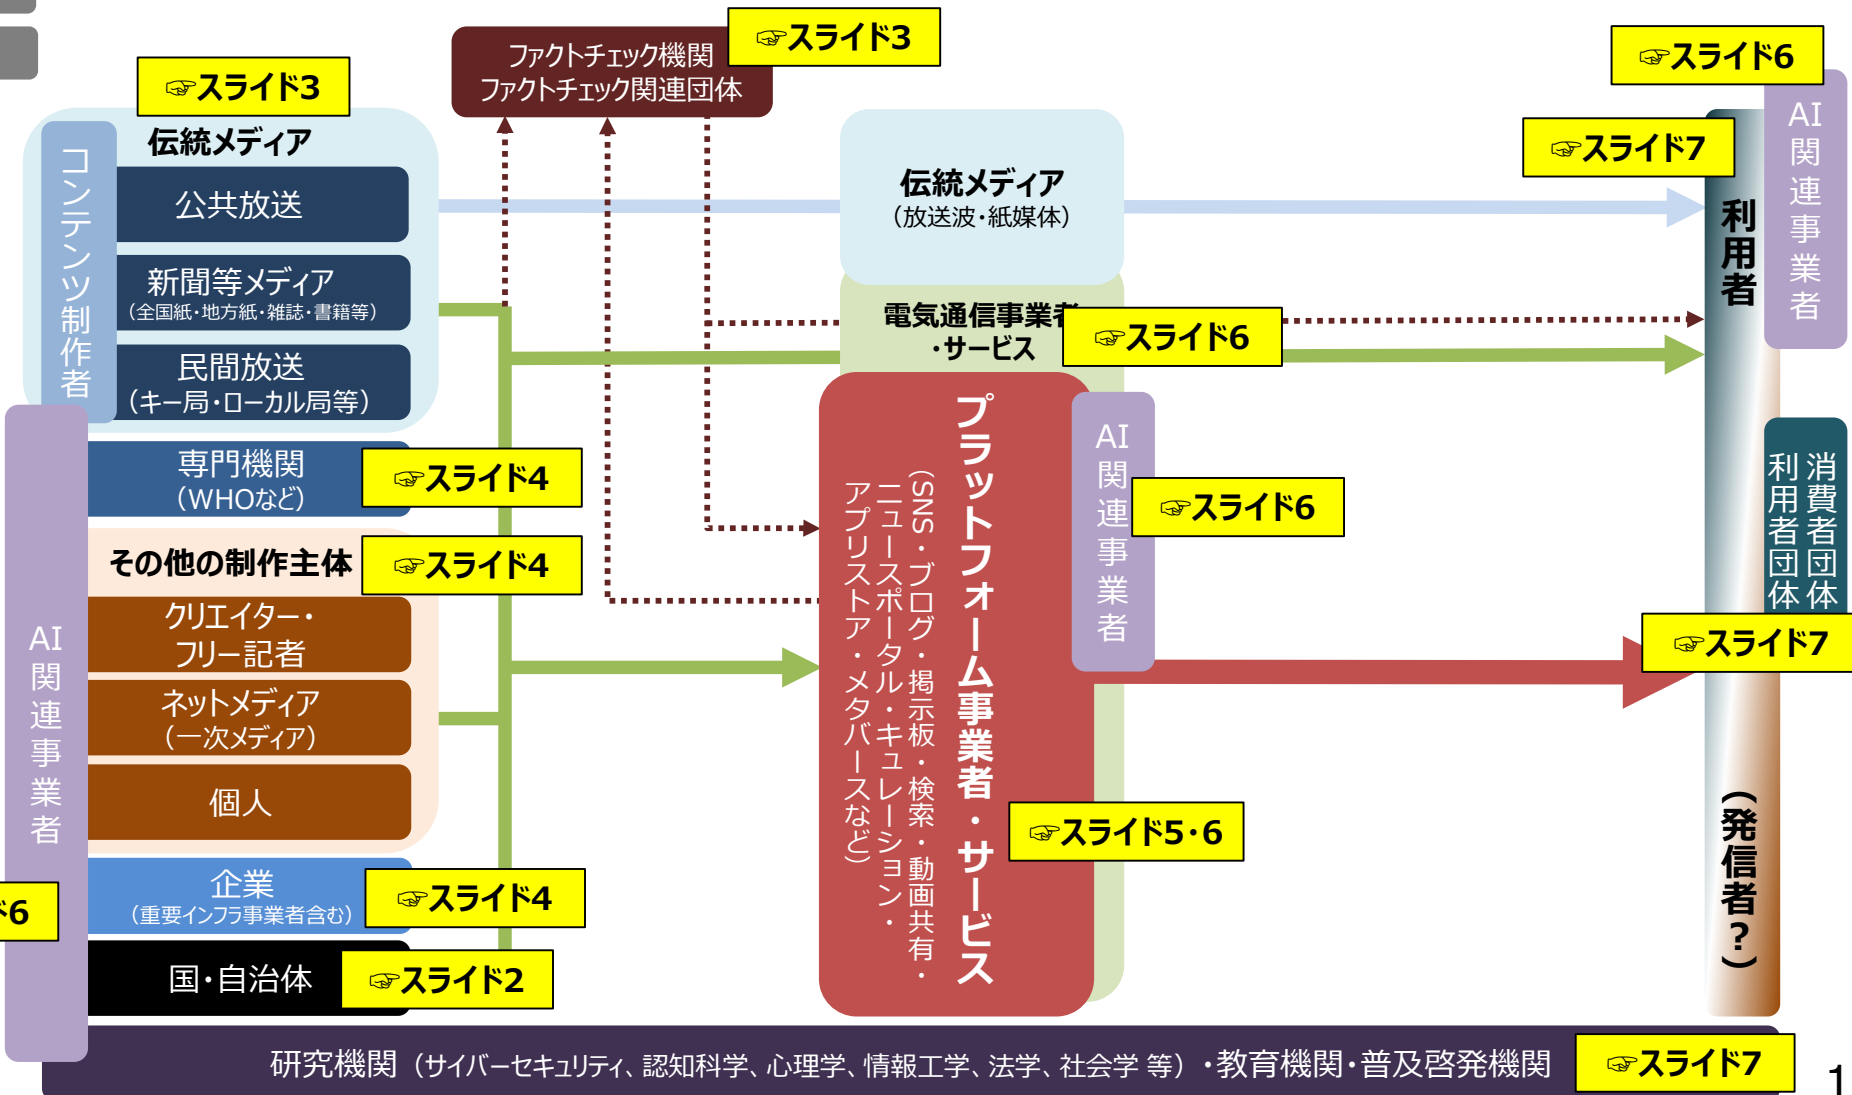 ☞スライド3
ファクトチェック機関
ファクトチェック関連団体
☞スライド3
☞スライド6
コンテンツ制作者
伝統メディア
公共放送
新聞等メディア
（全国紙・地方紙・雑誌・書籍等）
民間放送
（キー局・ローカル局等）
専門機関
（WHOなど）
☞スライド4
その他の制作主体
☞スライド4
クリエイター・
フリー記者
ネットメディア
（一次メディア）
個人
企業
（重要インフラ事業者含む）
☞スライド4
国・自治体
☞スライド2
AI関連事業者
ド6
伝統メディア
（放送波・紙媒体）
電気通信事業者
・サービス
☞スライド6
プラットフォーム事業者・サービス
（SNS・ブログ・掲示板・検索・動画共有・
ニュースポータル・キュレーション・
アプリストア・メタバースなど）
AI関連事業者
☞スライド6
☞スライド5・6
☞スライド7
利用者
（発信者？）
AI関連事業者
消費者団体
利用者団体
☞スライド7
研究機関（サイバーセキュリティ、認知科学、心理学、情報工学、法学、社会学 等）・教育機関・普及啓発機関
☞スライド7
1